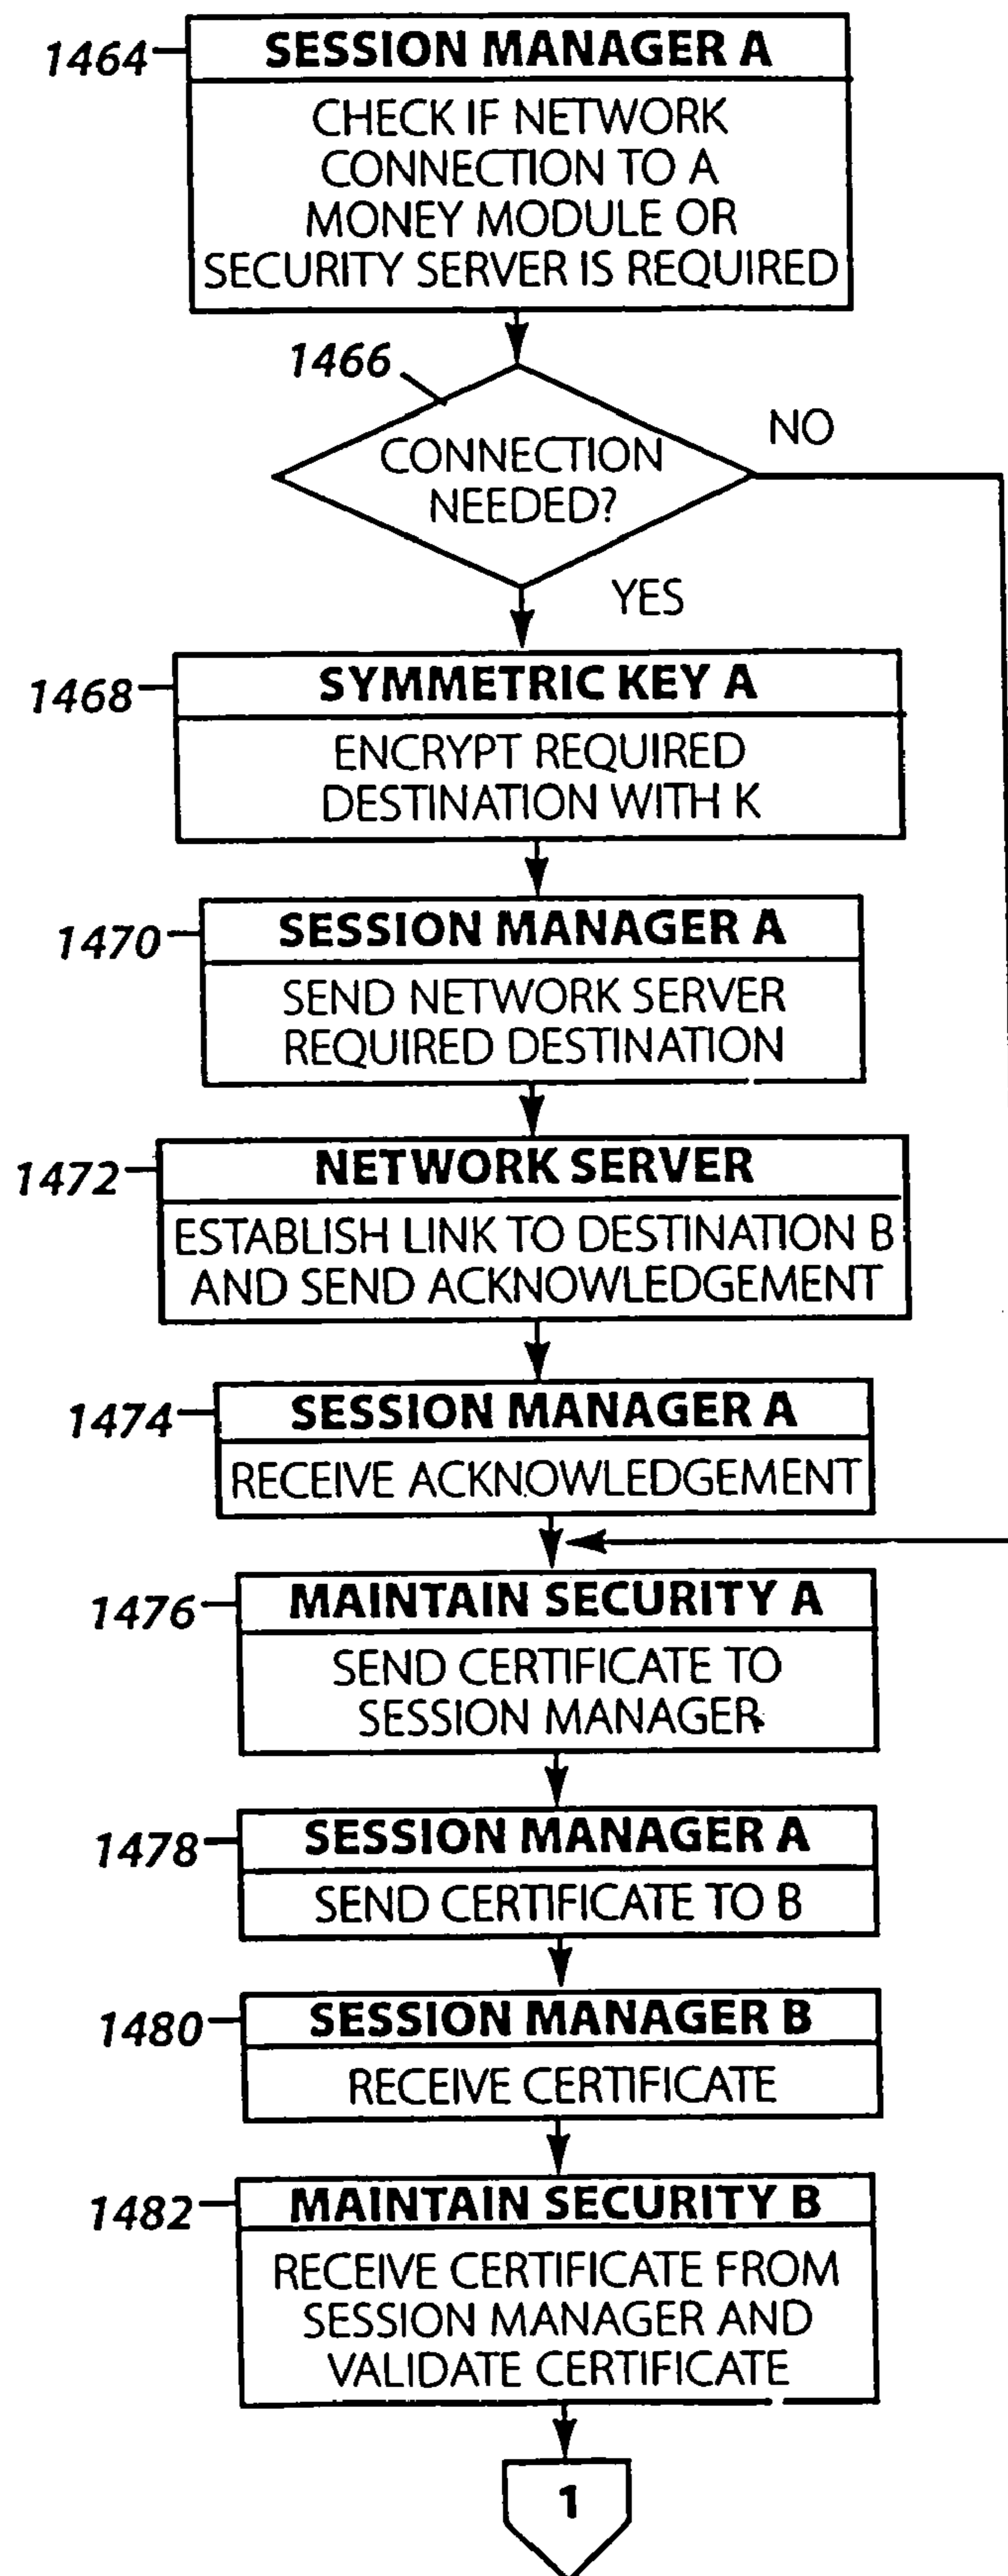 1464
SESSION MANAGER A
CHECK IF NETWORK
CONNECTION TO A
MONEY MODULE OR
SECURITY SERVER IS REQUIRED
1466
CONNECTION
NEEDED?
NO
YES
1468
SYMMETRIC KEY A
ENCRYPT REQUIRED
DESTINATION WITH K
1470
SESSION MANAGER A
SEND NETWORK SERVER
REQUIRED DESTINATION
1472
NETWORK SERVER
ESTABLISH LINK TO DESTINATION B
AND SEND ACKNOWLEDGEMENT
1474
SESSION MANAGER A
RECEIVE ACKNOWLEDGEMENT
1476
MAINTAIN SECURITY A
SEND CERTIFICATE TO
SESSION MANAGER
1478
SESSION MANAGER A
SEND CERTIFICATE TO B
1480
SESSION MANAGER B
RECEIVE CERTIFICATE
1482
MAINTAIN SECURITY B
RECEIVE CERTIFICATE FROM
SESSION MANAGER AND
VALIDATE CERTIFICATE
1